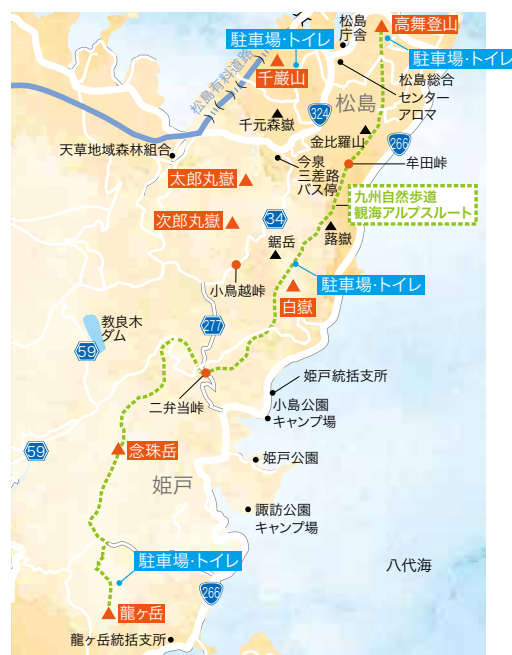 高舞登山
松島
庁舎
駐車場・トイレ
駐車場・トイレ
千巌山
松島有料道路
松島総合
センター
アロマ
松島
324
千元森嶽
金比羅山
266
天草地域森林組合
今泉
三差路
バス停
牟田峠
太郎丸嶽
九州自然歩道
観海アルプスルート
次郎丸嶽
34
蕗嶽
鋸岳
駐車場・トイレ
小鳥越峠
白嶽
教良木
ダム
277
59
姫戸統括支所
二弁当峠
小島公園
キャンプ場
念珠岳
59
姫戸公園
姫戸
諏訪公園
キャンプ場
駐車場・トイレ
八代海
266
龍ヶ岳
龍ヶ岳統括支所